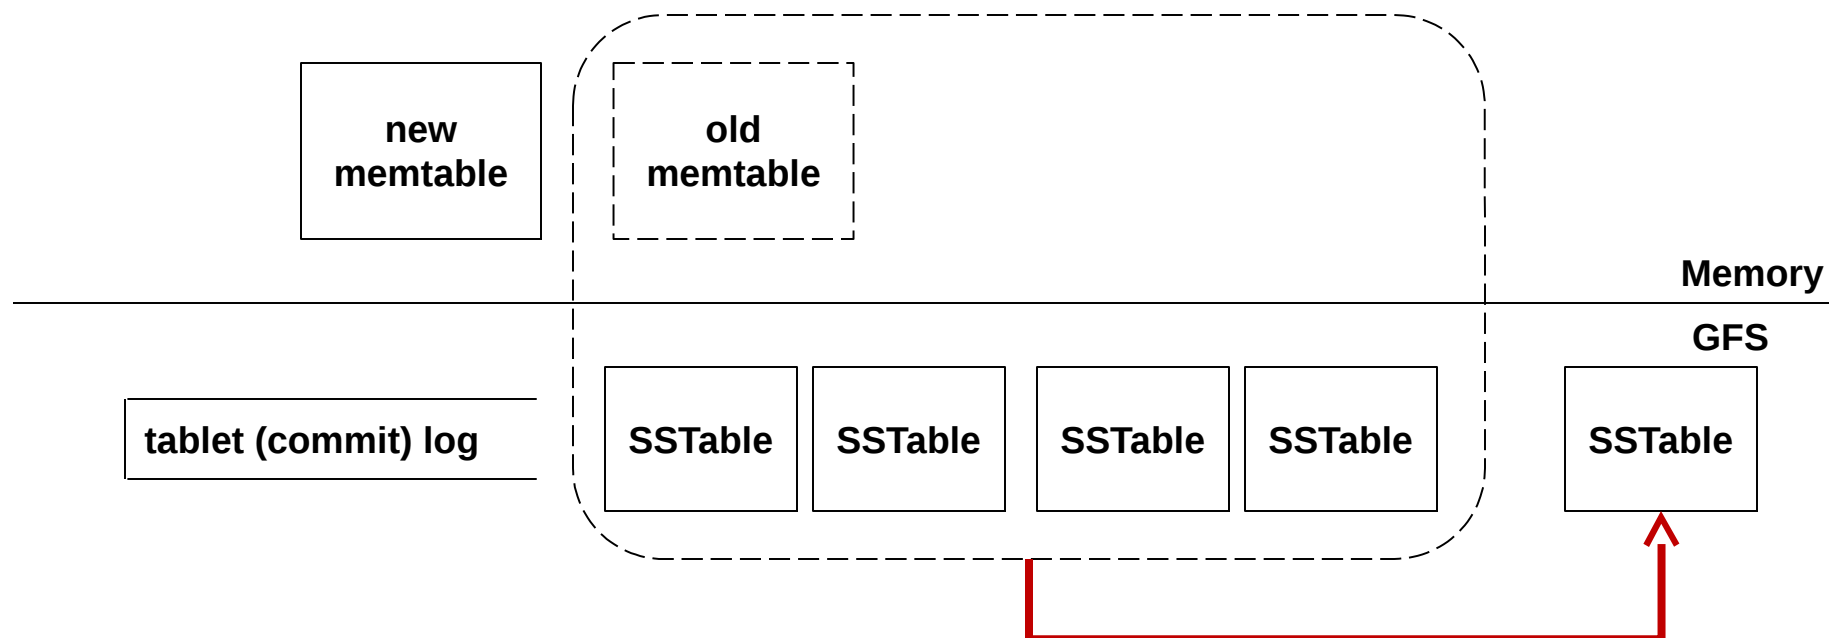 new
memtable
old
memtable
Memory
GFS
tablet (commit) log
SSTable
SSTable
SSTable
SSTable
SSTable